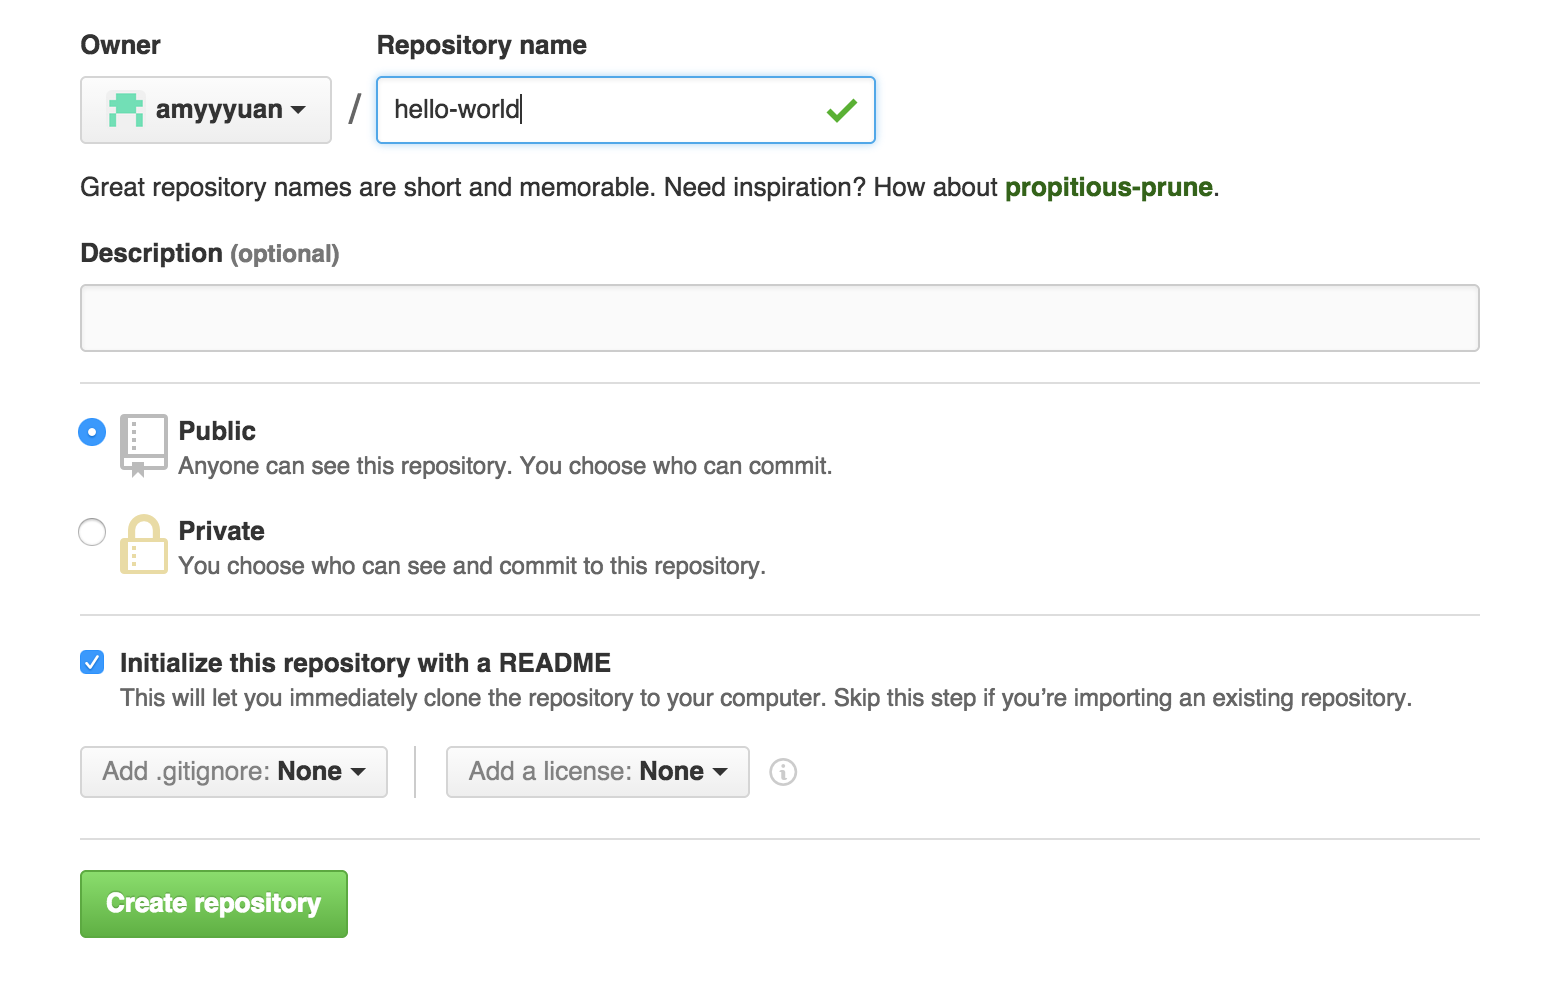 Owner Repository name
amyyyuan / hello-world
Great repository names are short and memorable. Need inspiration? How about propitious-prune.
Description (optional)
Public
Anyone can see this repository. You choose who can commit.
Private
You choose who can see and commit to this repository.
Initialize this repository with a README
This will let you immediately clone the repository to your computer. Skip this step if you’re importing an existing repository.
Add .gitignore: None Add a license: None
Create repository